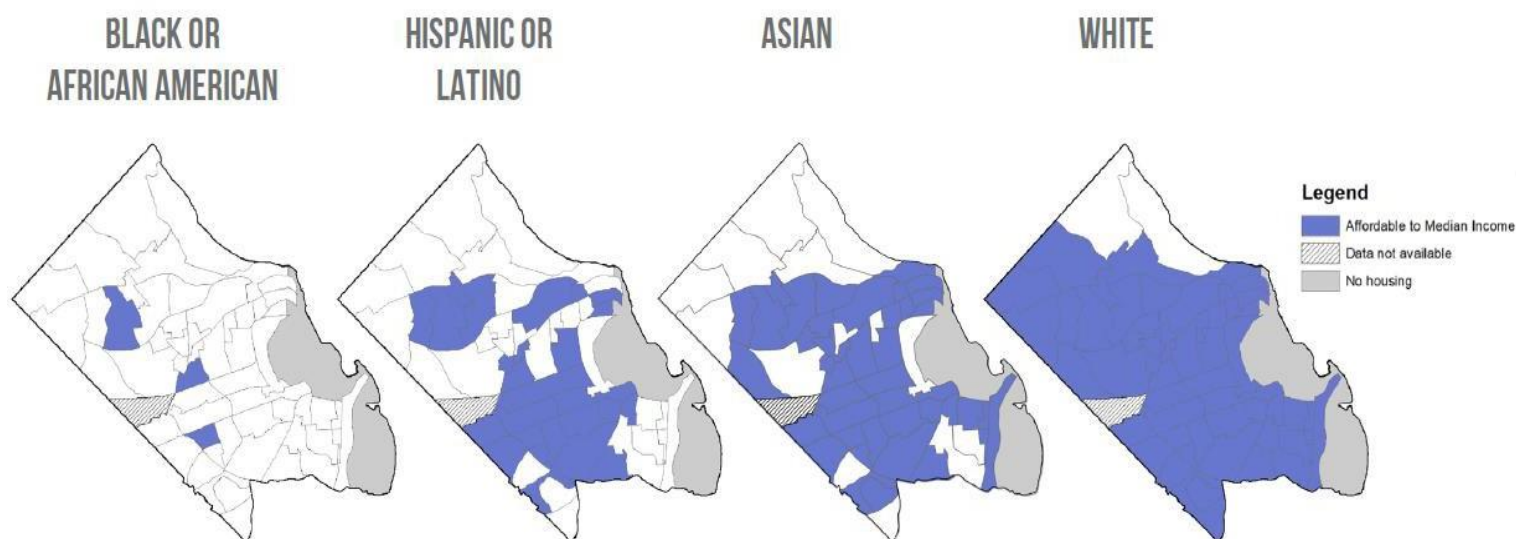 BLACK OR
AFRICAN AMERICAN
HISPANIC OR
LATINO
ASIAN
WHITE
Legend
Affordable to Median Income
Data not available
No housing